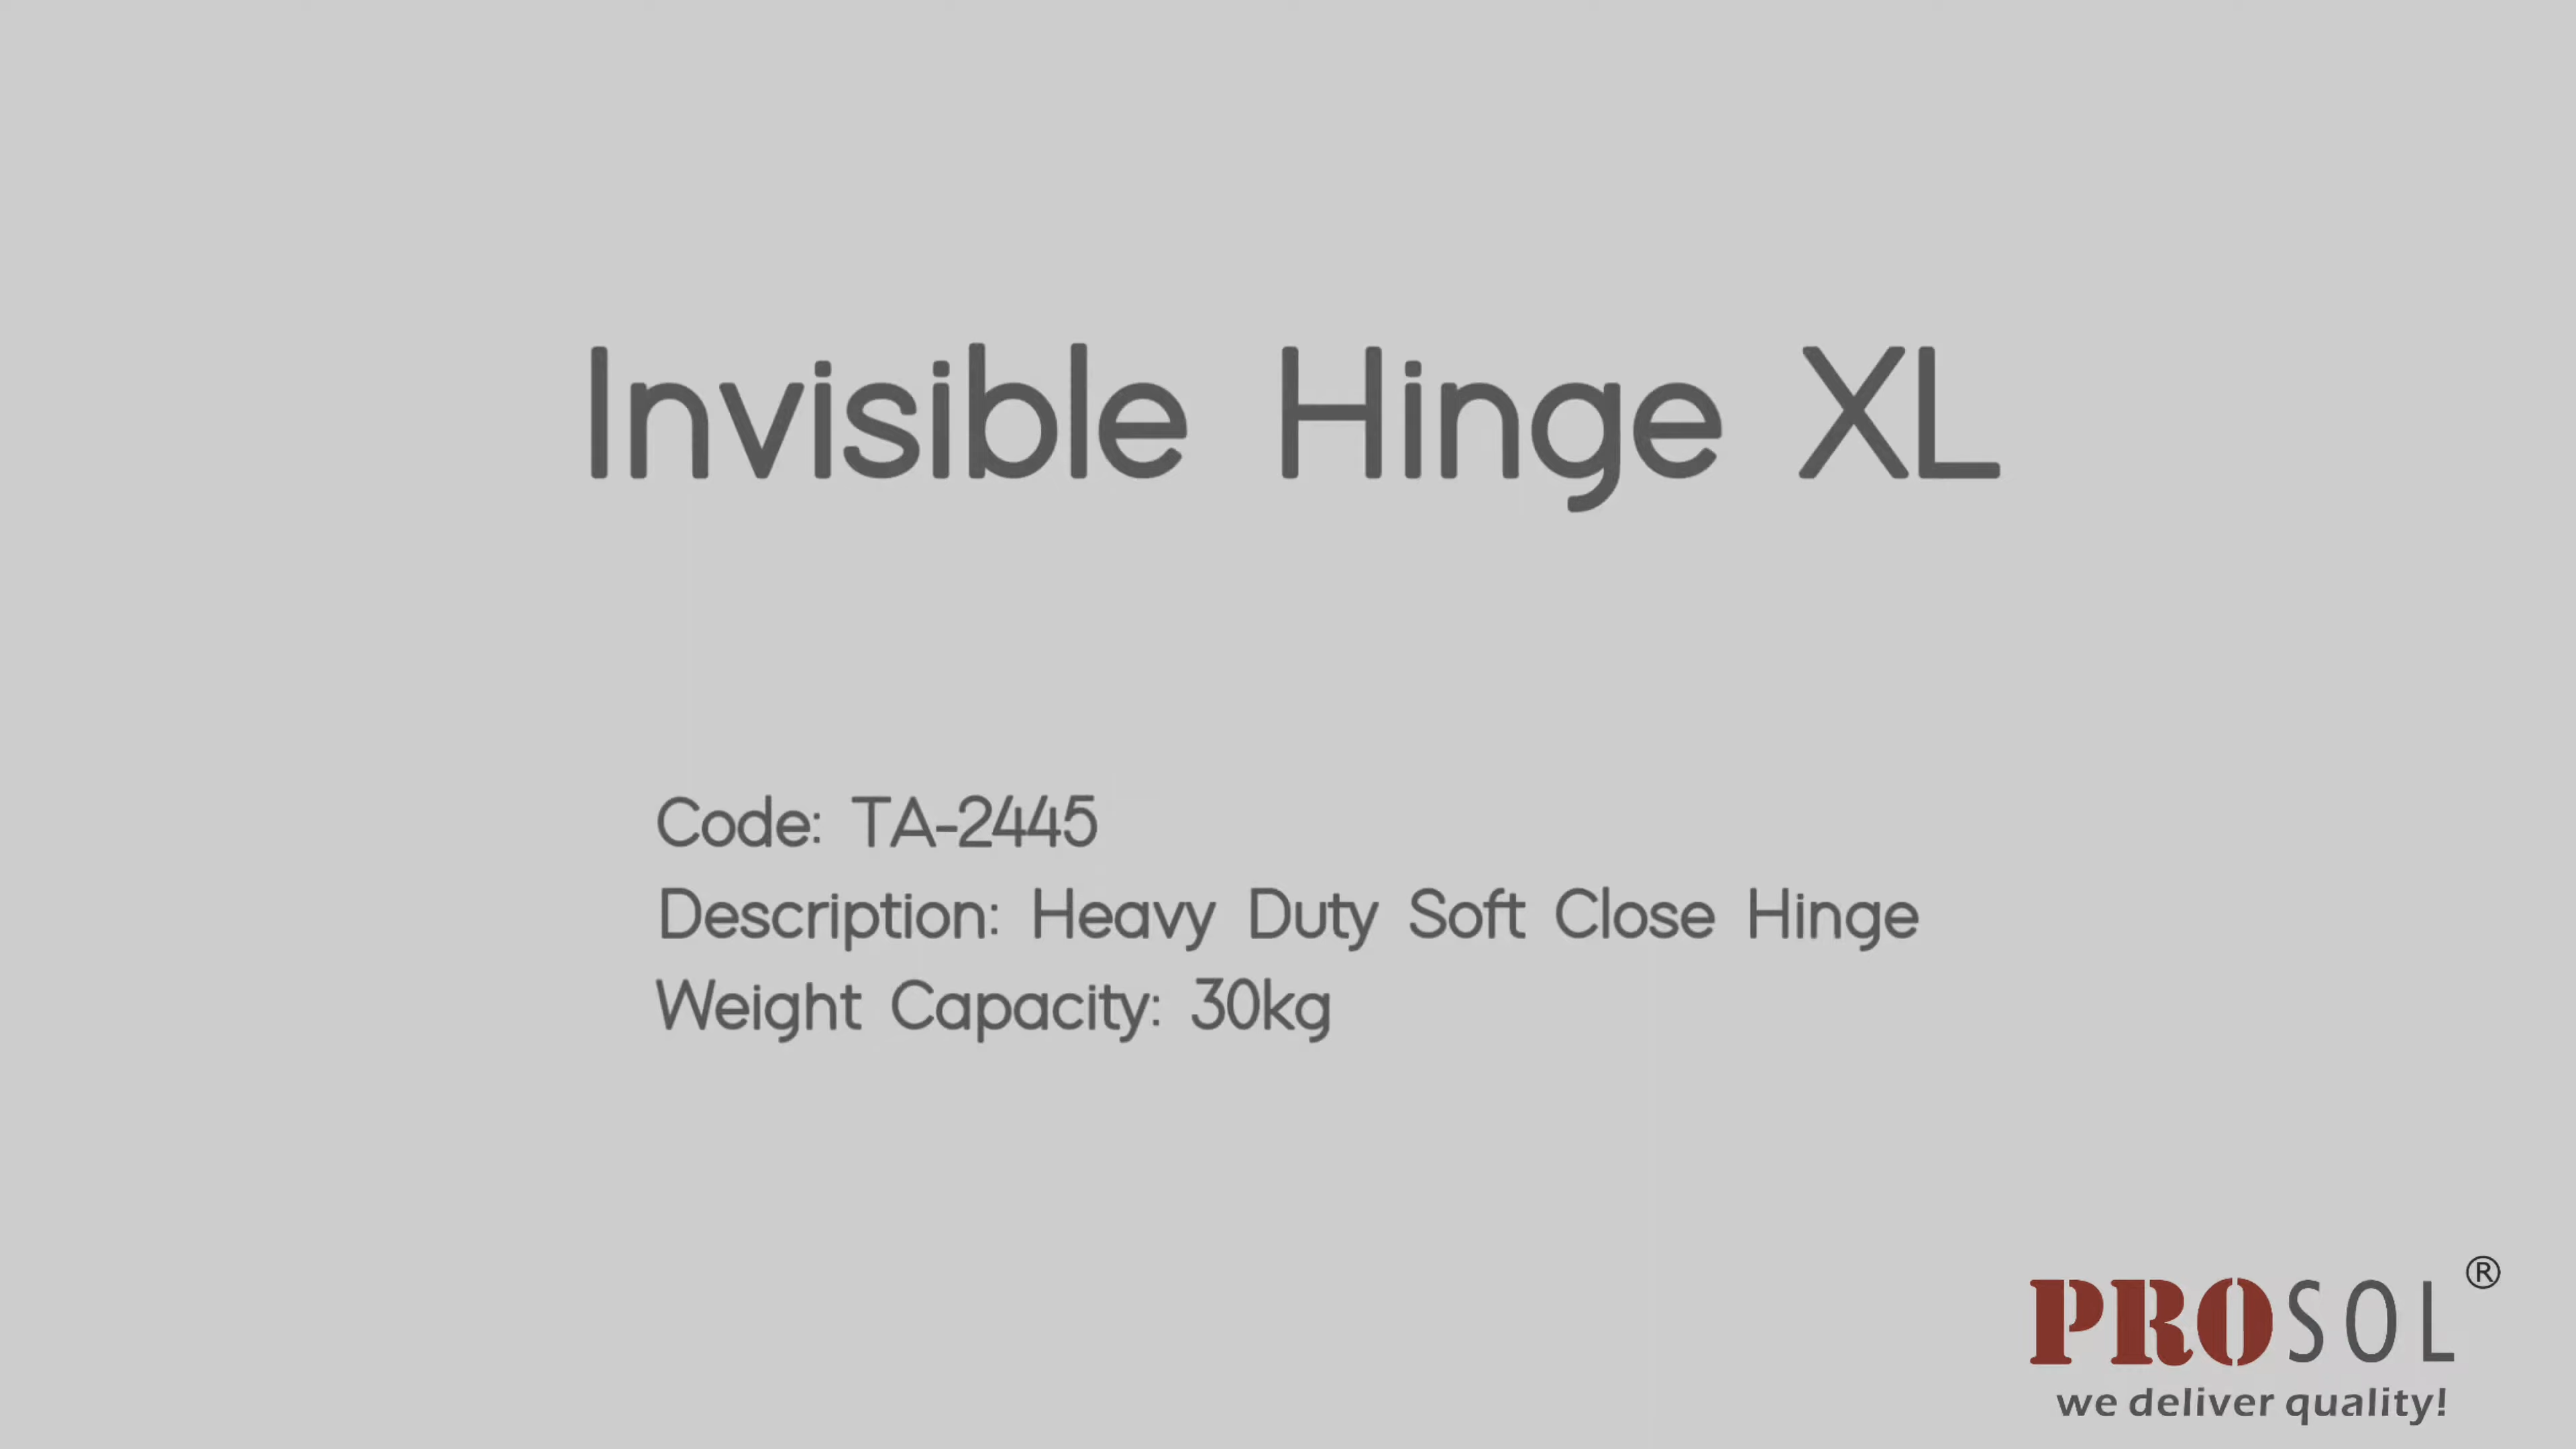 Invisible Hinge XL
Code: TA-2445
Description: Heavy Duty Soft Close Hinge
Weight Capacity: 30kg
PROSOL®
we deliver quality!